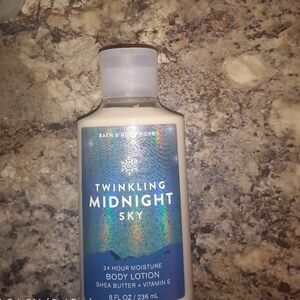 BATH & BODY WORKS
TWINKLING
MIDNIGHT
SKY
24 HOUR MOISTURE
BODY LOTION
SHEA BUTTER + VITAMIN E
8 FL OZ / 236 mL